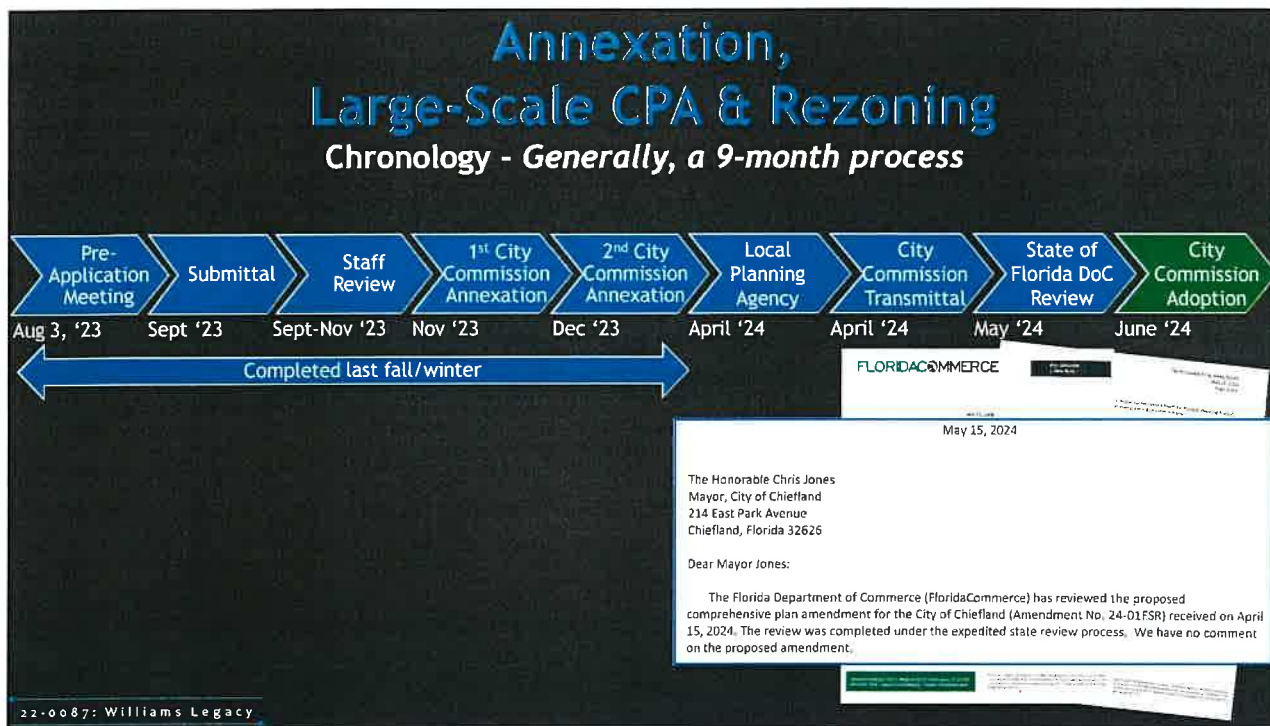 Annexation,
Large-Scale CPA & Rezoning
Chronology - Generally, a 9-month process
Pre-
Application
Meeting
Submittal
Staff
Review
1st City
Commission
Annexation
2nd City
Commission
Annexation
Local
Planning
Agency
City
Commission
Transmittal
State of
Florida DoC
Review
City
Commission
Adoption
Aug 3, ‘23
Sept ‘23
Sept-Nov ‘23
Nov ‘23
Dec ‘23
April ‘24
April ‘24
May ‘24
June ‘24
Completed last fall/winter
FLORIDACOMMERCE
May 15, 2024
The Honorable Chris Jones
Mayor, City of Chiefland
214 East Park Avenue
Chiefland, Florida 32626
Dear Mayor Jones:
The Florida Department of Commerce (FloridaCommerce) has reviewed the proposed
comprehensive plan amendment for the City of Chiefland (Amendment No. 24-01ESR) received on April
15, 2024. The review was completed under the expedited state review process. We have no comment
on the proposed amendment.
22-0087: Williams Legacy